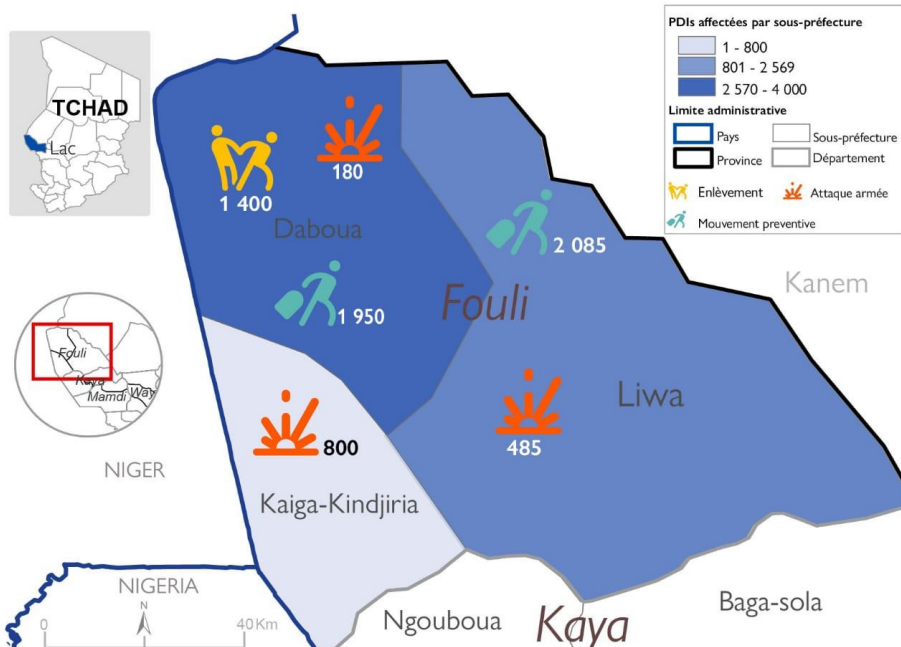 TCHAD
Lac
PDIs affectées par sous-préfecture
1 - 800
801 - 2 569
2 570 - 4 000
Limite administrative
Pays
Sous-préfecture
Province
Département
Enlèvement
Attaque armée
Mouvement preventive
180
1 400
Daboua
2 085
Kanem
Fouli
1 950
Fouli
Kaya
Mamdi
Way
Liwa
800
485
NIGER
Kaiga-Kindjiria
NIGERIA
N
0
40 Km
Ngouboua
Kaya
Baga-sola